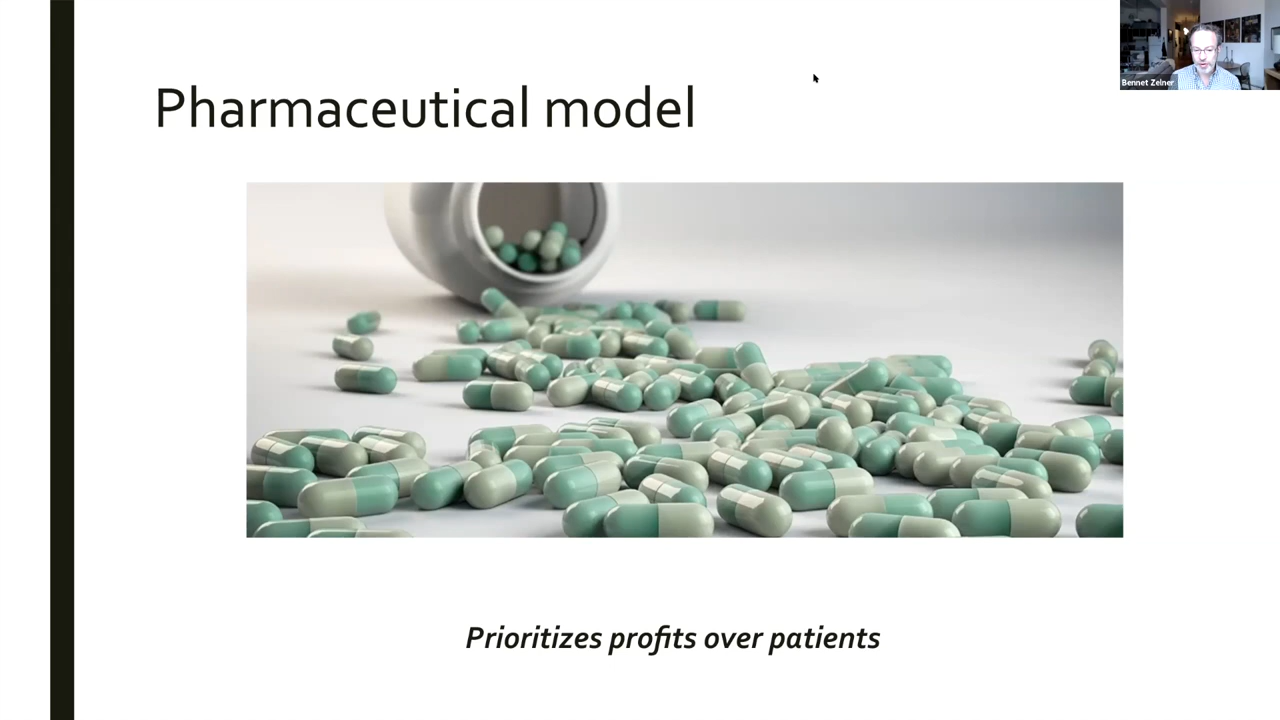 Bennet Zelner
Pharmaceutical model
Prioritizes profits over patients